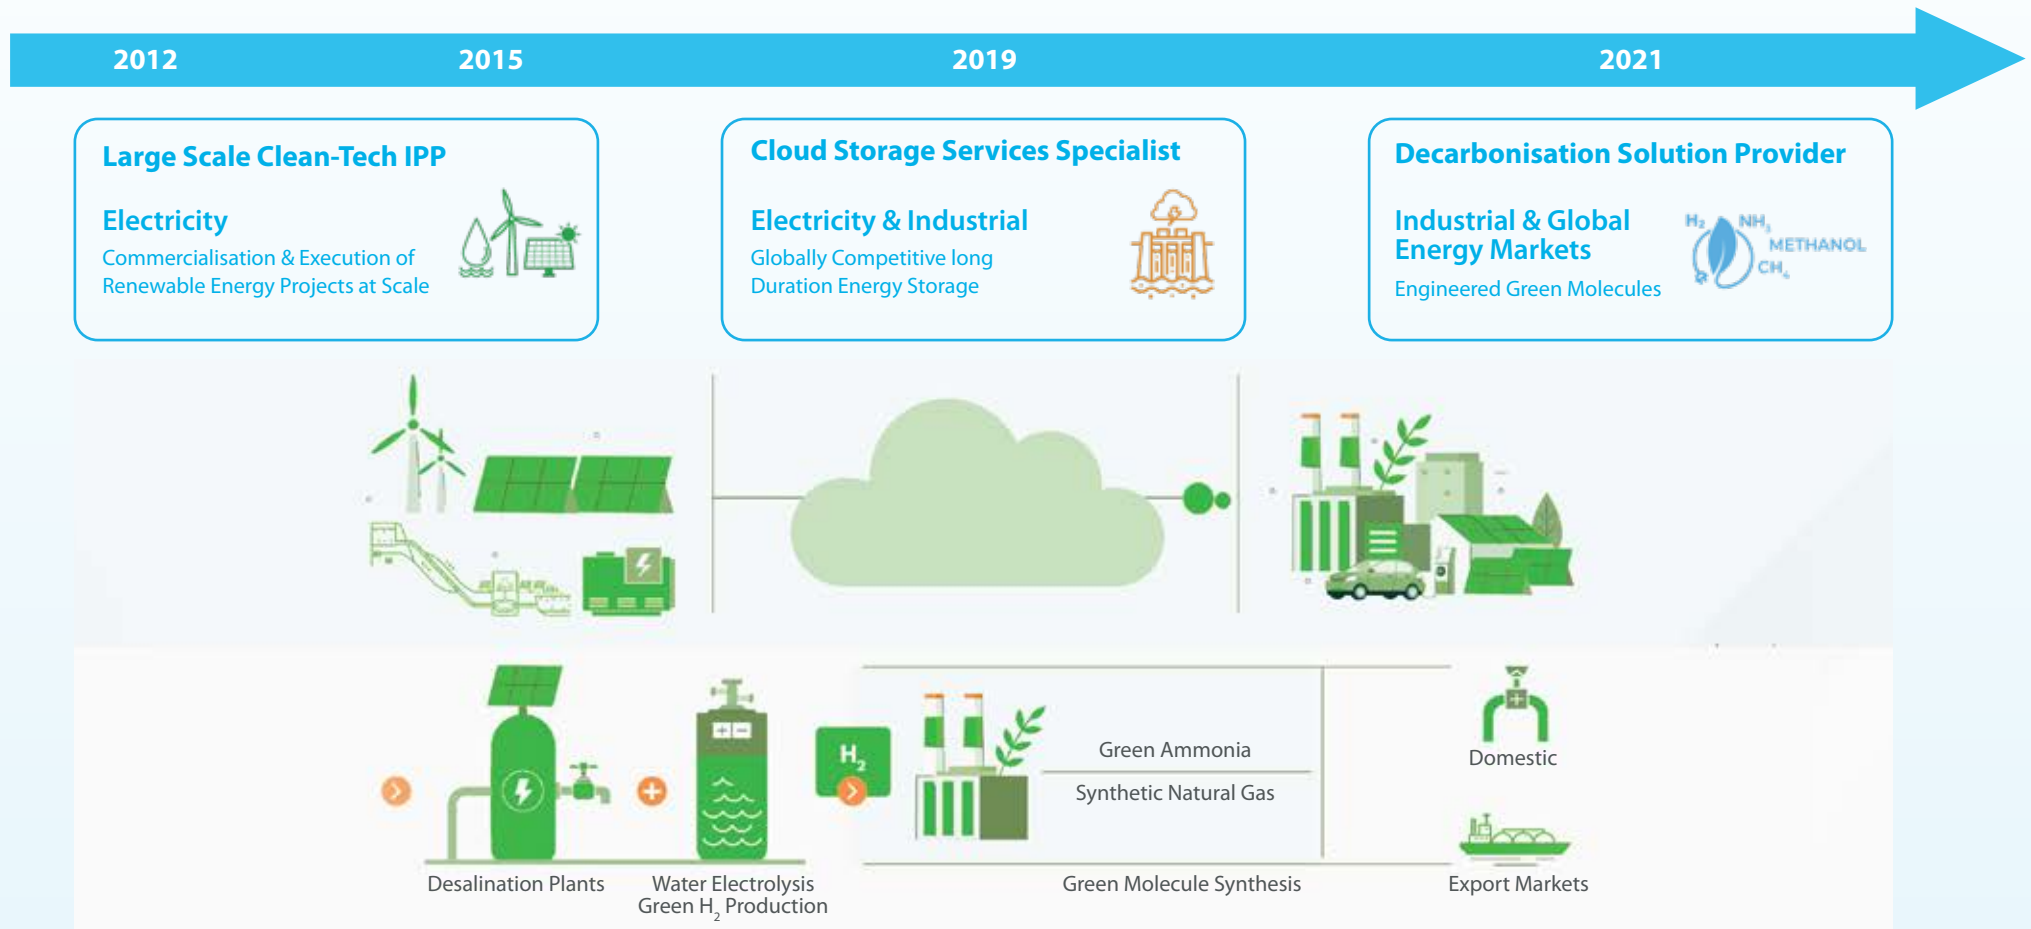 2012 2015 2019 2021
Large Scale Clean-Tech IPP
Electricity
Commercialisation & Execution of
Renewable Energy Projects at Scale
Cloud Storage Services Specialist
Electricity & Industrial
Globally Competitive long
Duration Energy Storage
Decarbonisation Solution Provider
Industrial & Global
Energy Markets
Engineered Green Molecules
H₂ NH₃
METHANOL
CH₄
H₂
Green Ammonia
Synthetic Natural Gas
Domestic
Desalination Plants
Water Electrolysis
Green H₂ Production
Green Molecule Synthesis
Export Markets